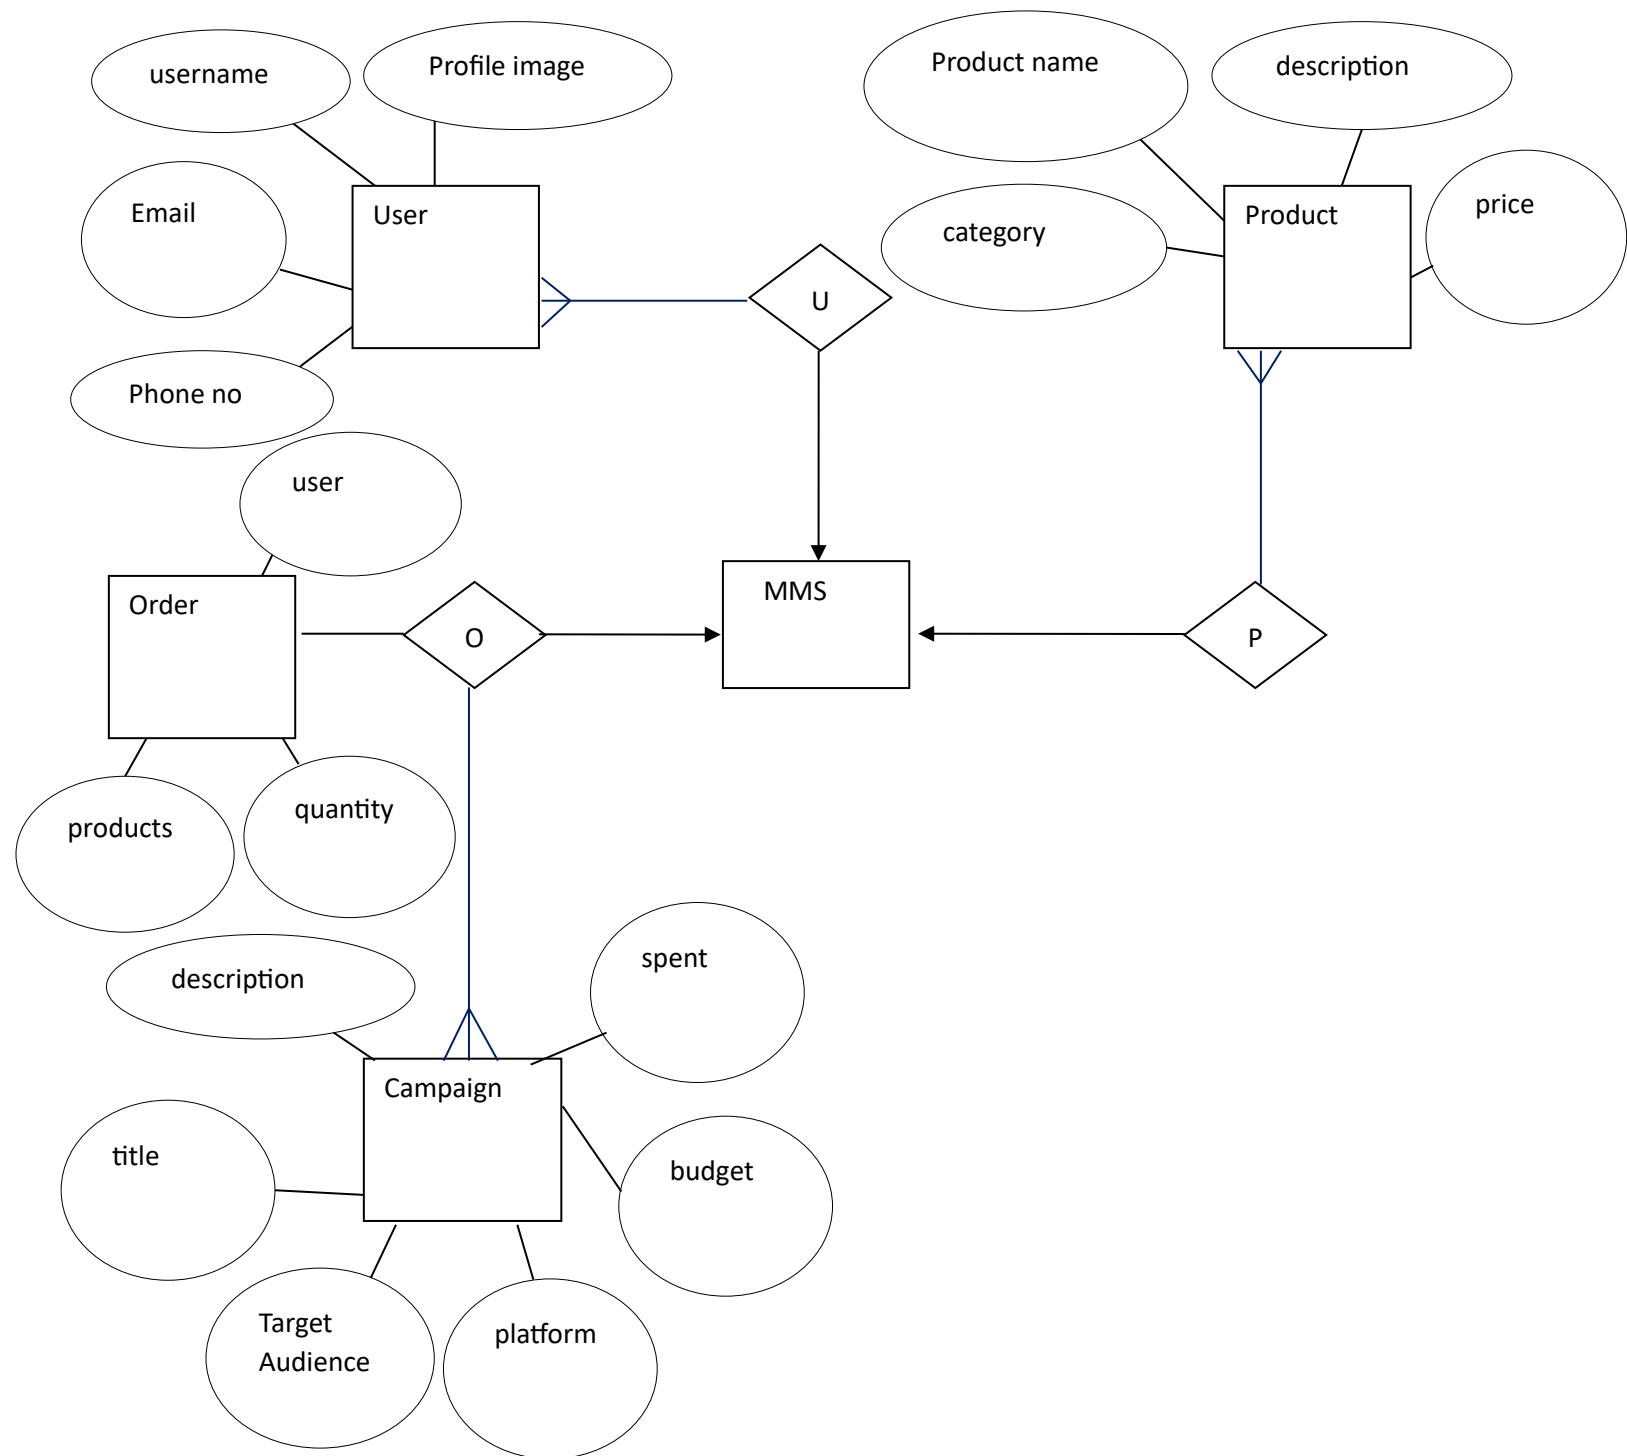 username
Profile image
Product name
description
Email
User
category
Product
price
U
Phone no
user
Order
O
MMS
P
products
quantity
description
spent
Campaign
title
budget
Target
Audience
platform